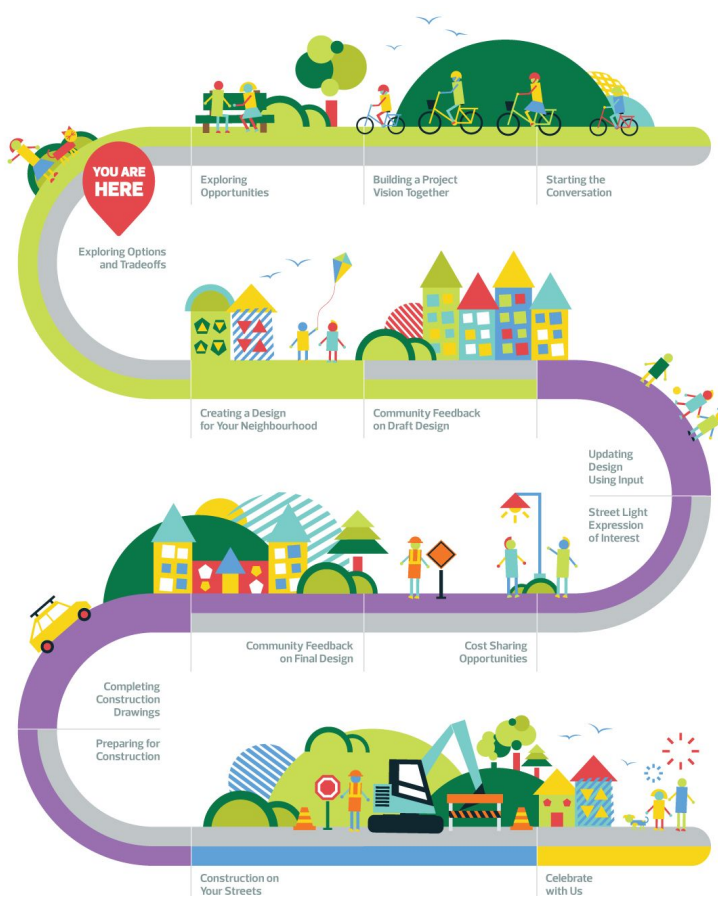 Exploring
Opportunities
Building a Project
Vision Together
Starting the
Conversation
YOU ARE
HERE
Exploring Options
and Tradeoffs
Creating a Design
for Your Neighbourhood
Community Feedback
on Draft Design
Updating
Design
Using Input
Street Light
Expression
of Interest
Community Feedback
on Final Design
Cost Sharing
Opportunities
Completing
Construction
Drawings
Preparing for
Construction
Construction on
Your Streets
Celebrate
with Us